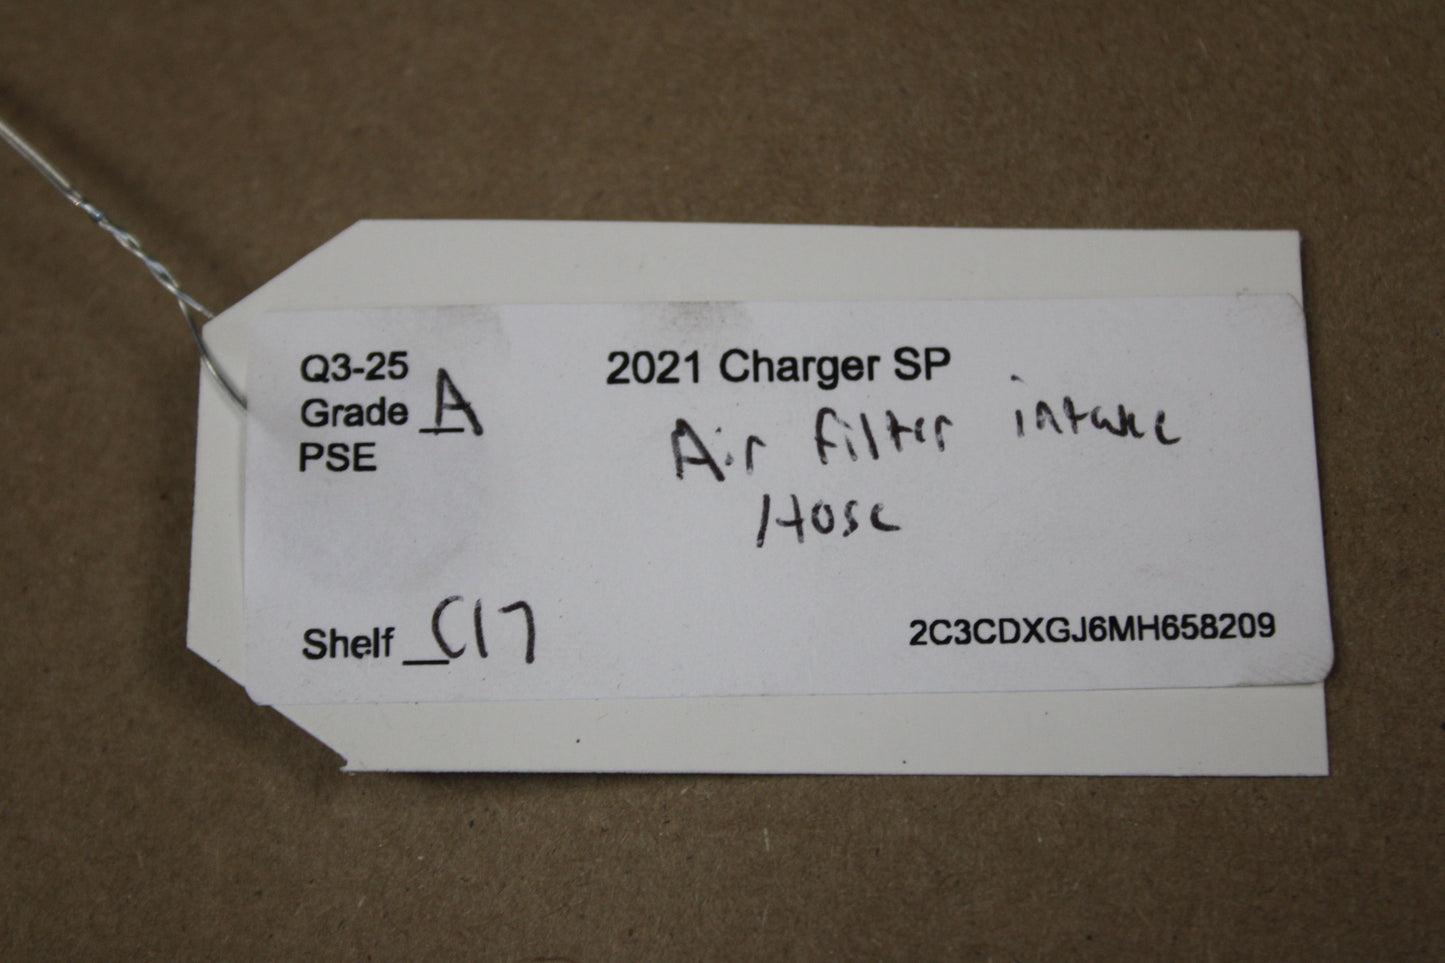 Q3-25
2021 Charger SP
Grade A
PSE
Air Filter intake
Hose
Shelf C17
2C3CDXGJ6MH658209